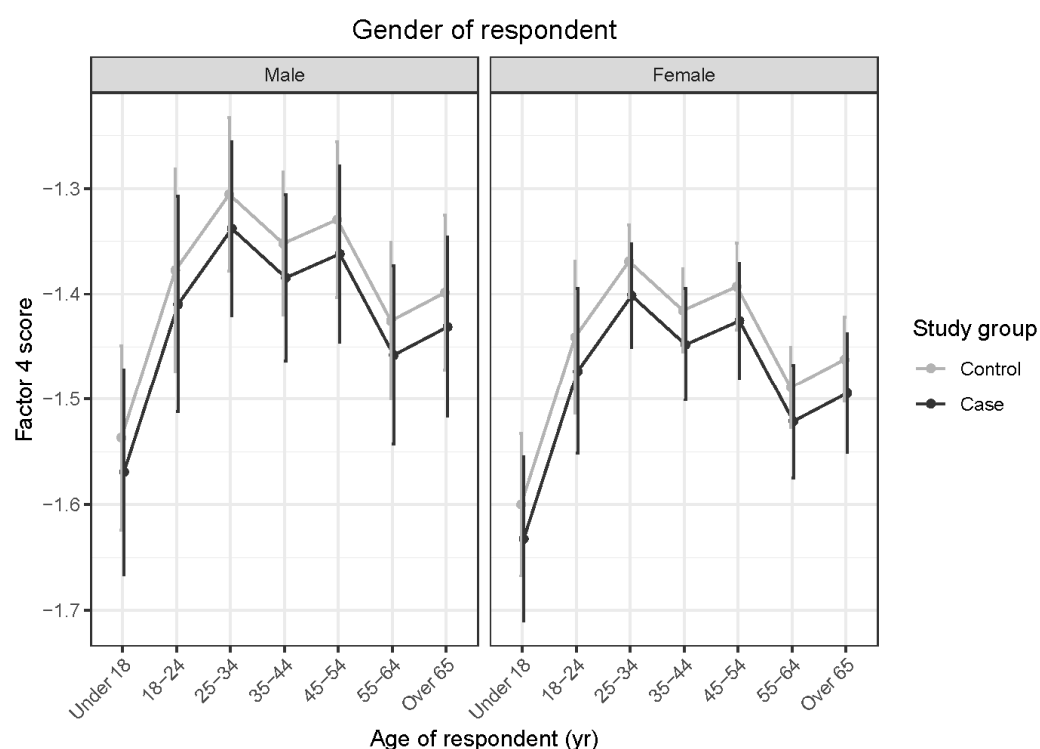 Gender of respondent
Male
Female
−1.3
−1.4
−1.5
−1.6
−1.7
Factor 4 score
Under 18
18−24
25−34
35−44
45−54
55−64
Over 65
Under 18
18−24
25−34
35−44
45−54
55−64
Over 65
Age of respondent (yr)
Study group
Control
Case